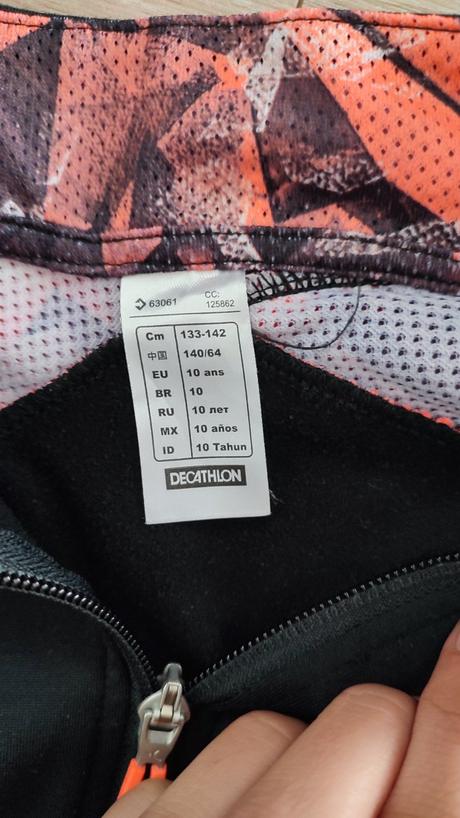 63061 CC:
125862
Cm 133-142
中国 140/64
EU 10 ans
BR 10
RU 10 лет
MX 10 años
ID 10 Tahun
DECATHLON